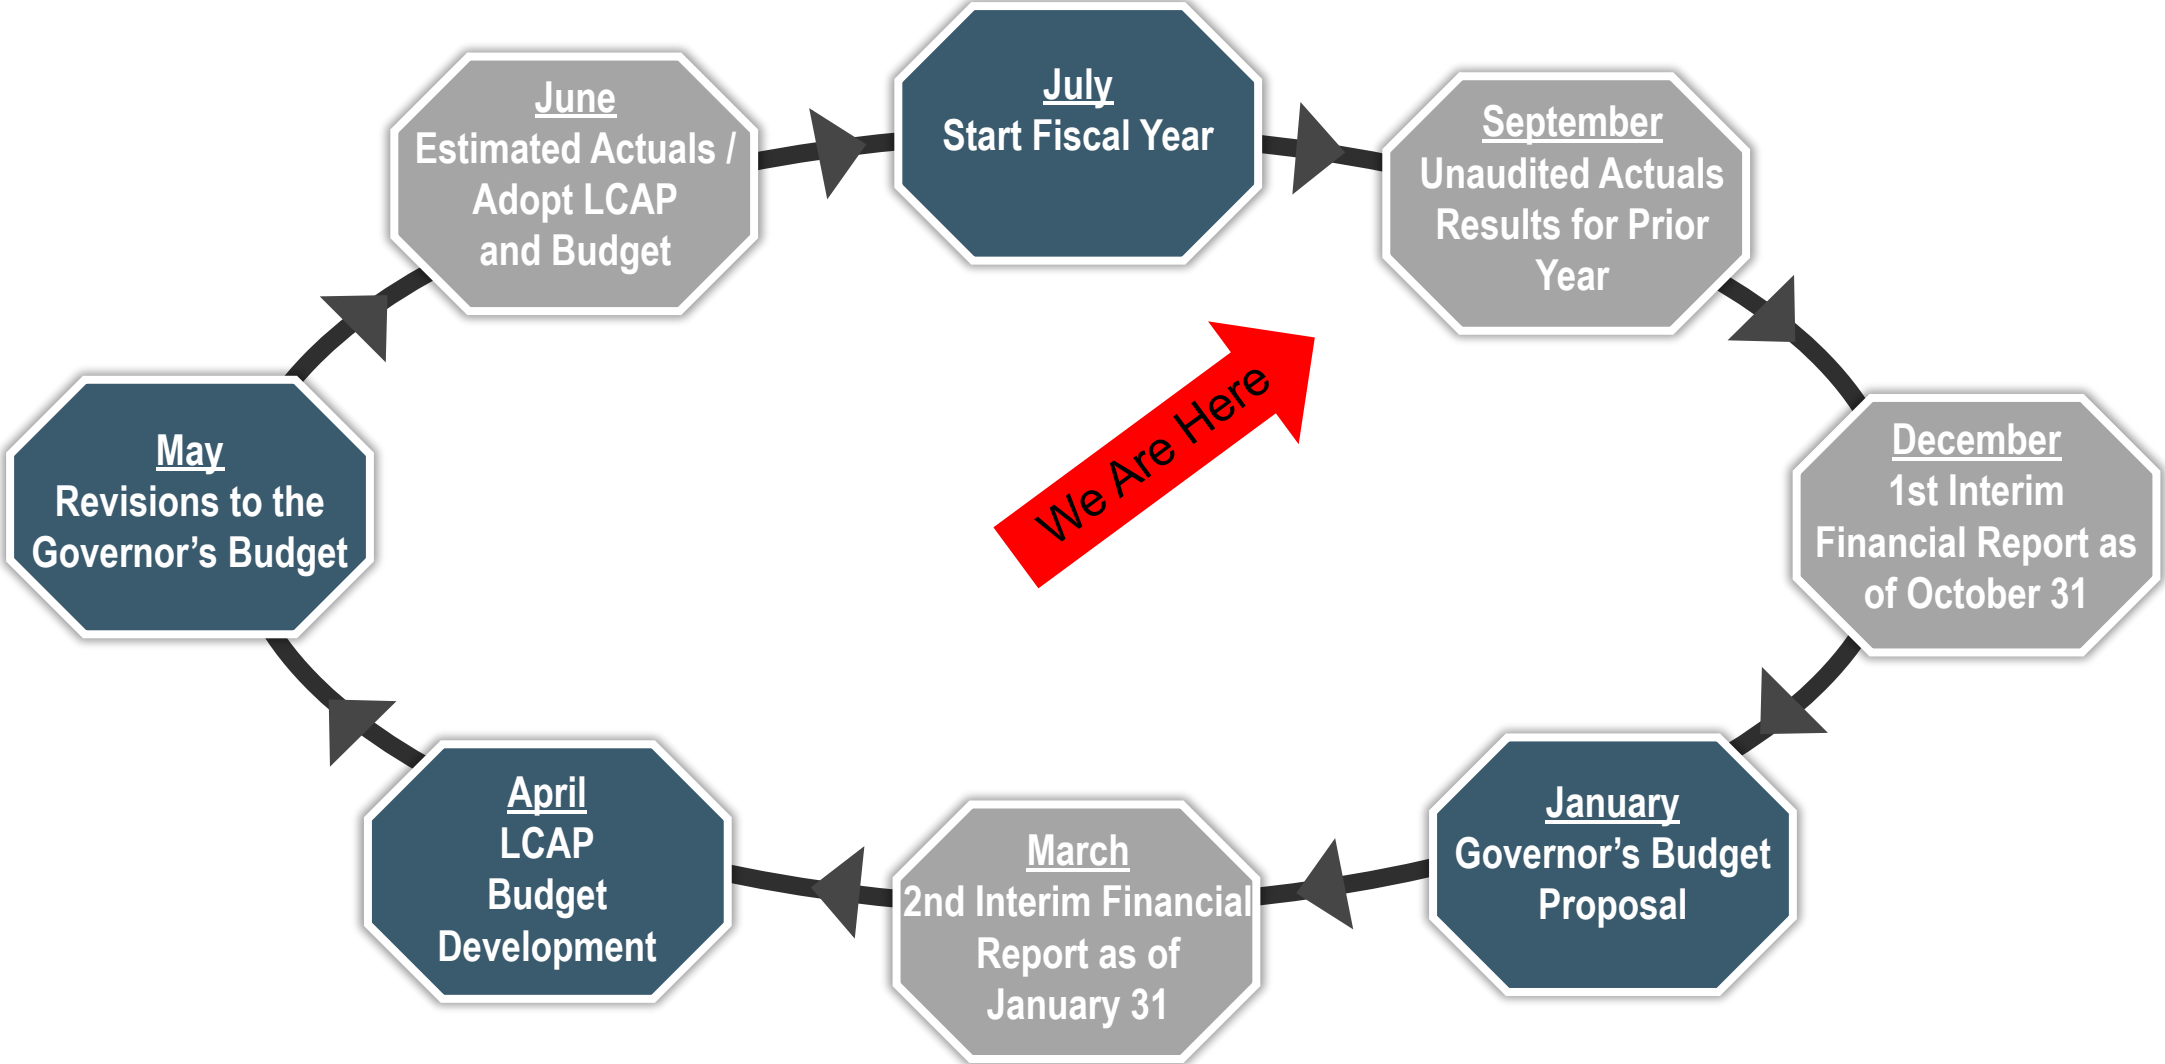 July
Start Fiscal Year
September
Unaudited Actuals
Results for Prior
Year
December
1st Interim
Financial Report as
of October 31
January
Governor’s Budget
Proposal
March
2nd Interim Financial
Report as of
January 31
April
LCAP
Budget
Development
May
Revisions to the
Governor’s Budget
June
Estimated Actuals /
Adopt LCAP
and Budget
We Are Here